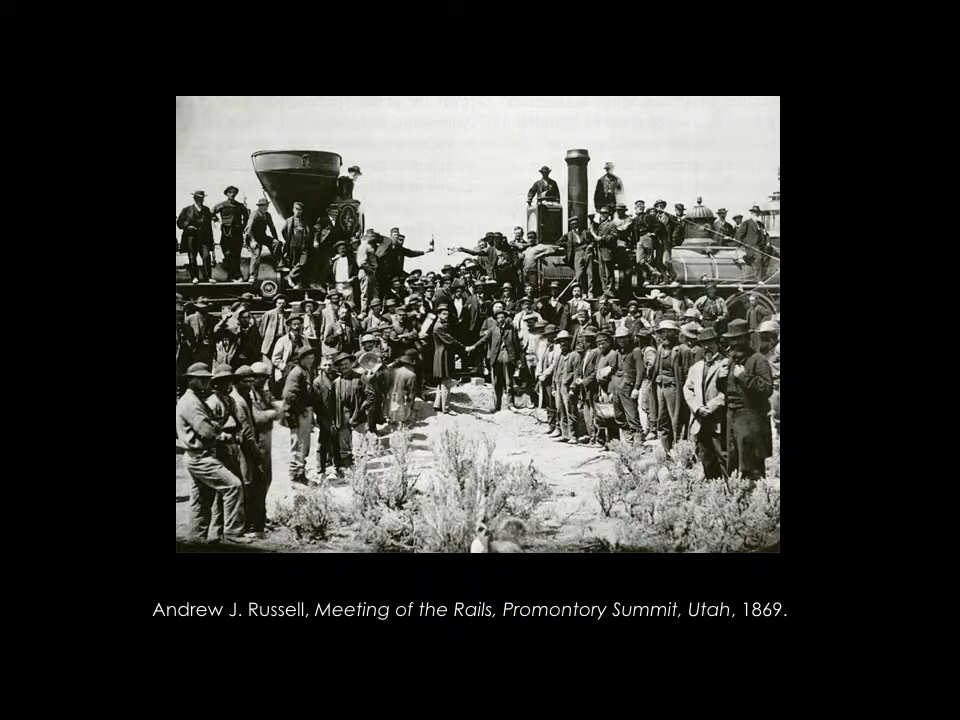 Andrew J. Russell, Meeting of the Rails, Promontory Summit, Utah, 1869.